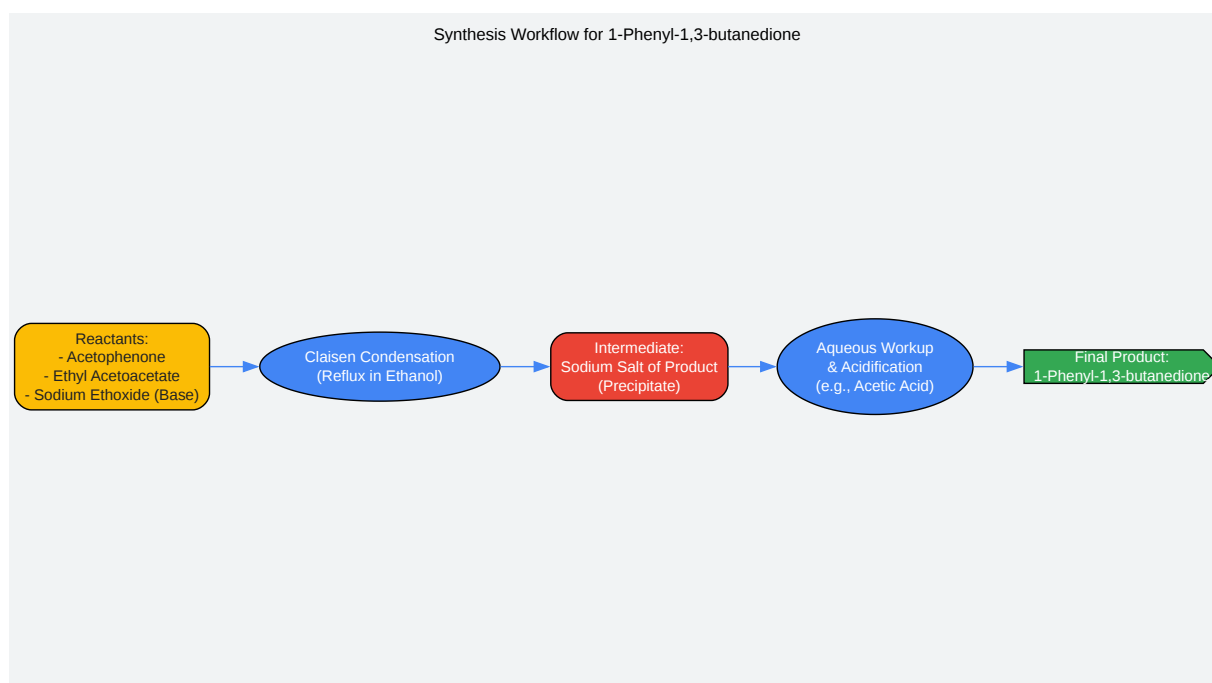 Synthesis Workflow for 1-Phenyl-1,3-butanedione
Reactants:
- Acetophenone
- Ethyl Acetoacetate
- Sodium Ethoxide (Base)
Claisen Condensation
(Reflux in Ethanol)
Intermediate:
Sodium Salt of Product
(Precipitate)
Aqueous Workup
& Acidification
(e.g., Acetic Acid)
Final Product:
1-Phenyl-1,3-butanedione